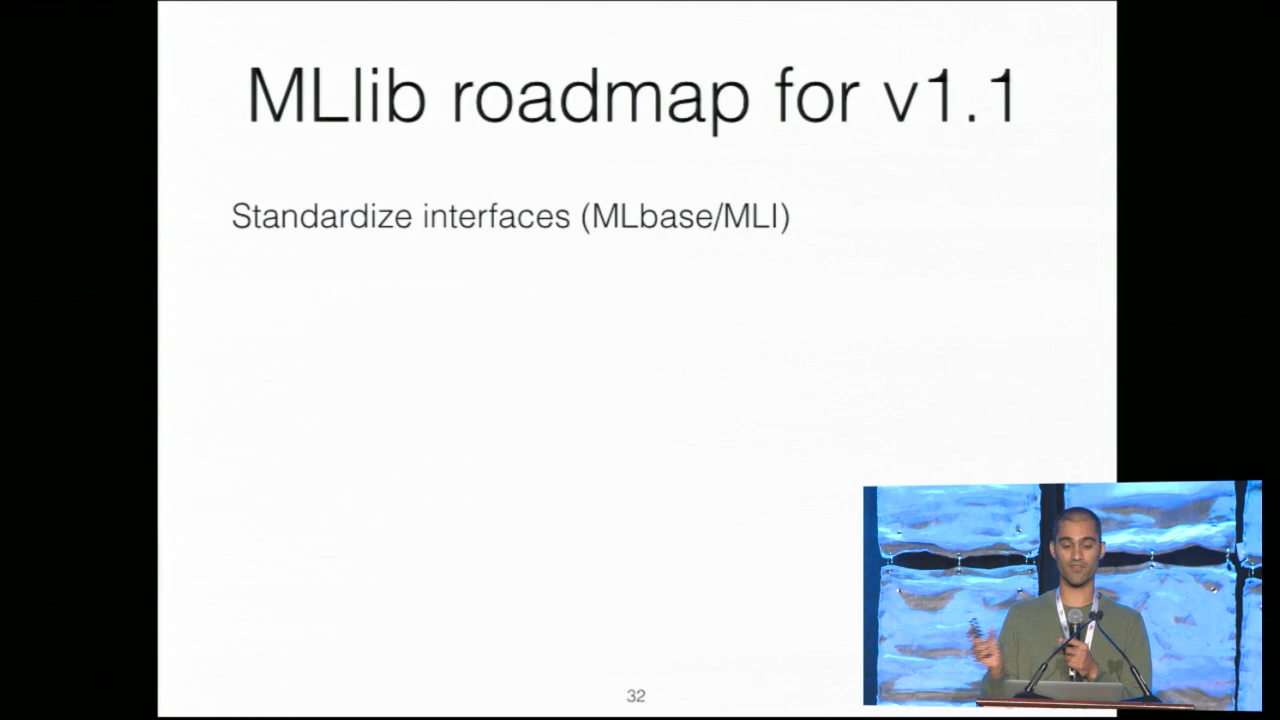 MLlib roadmap for v1.1
Standardize interfaces (MLbase/MLI)
32